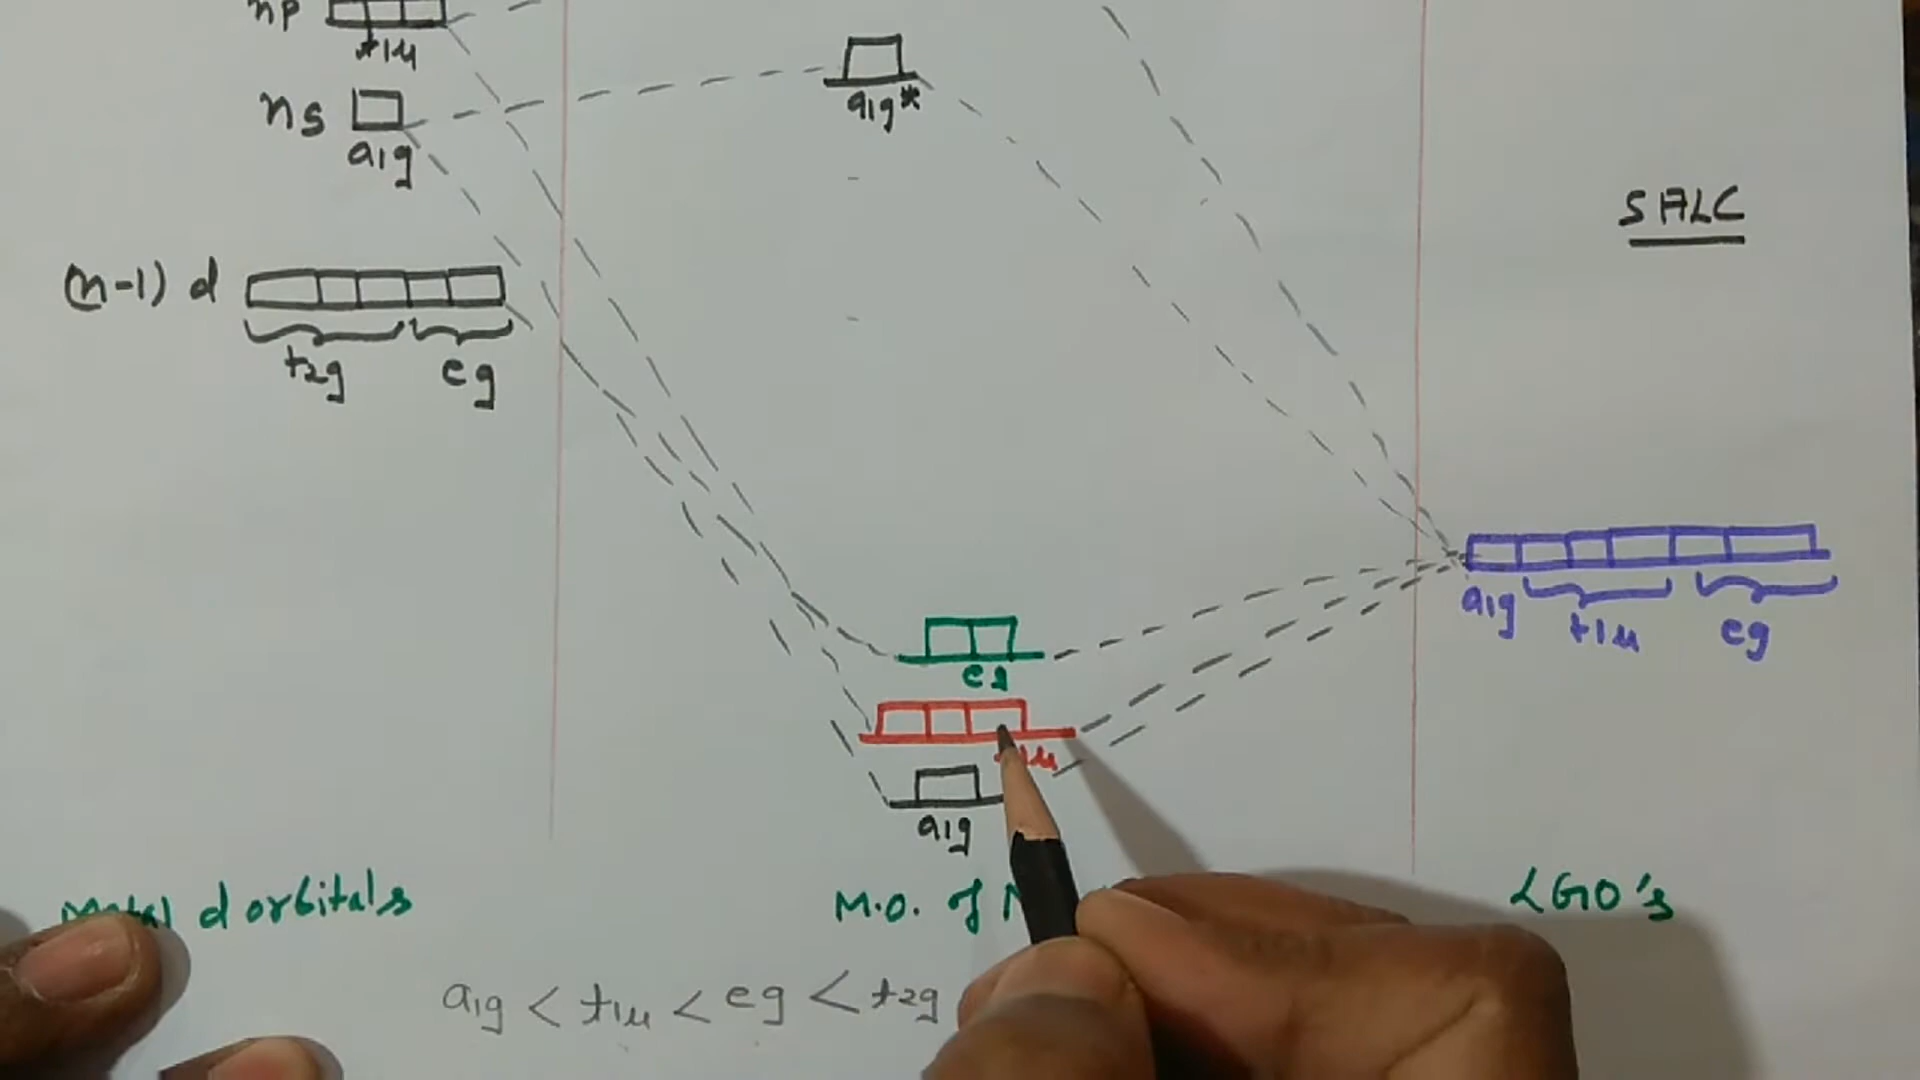 np
t1u
ns
a1g
a1g*
SALC
(n-1) d
t2g eg
a1g t1u eg
eg
a1g
Metal d orbitals
M.O. of
LGO's
a1g < t1u < eg < t2g